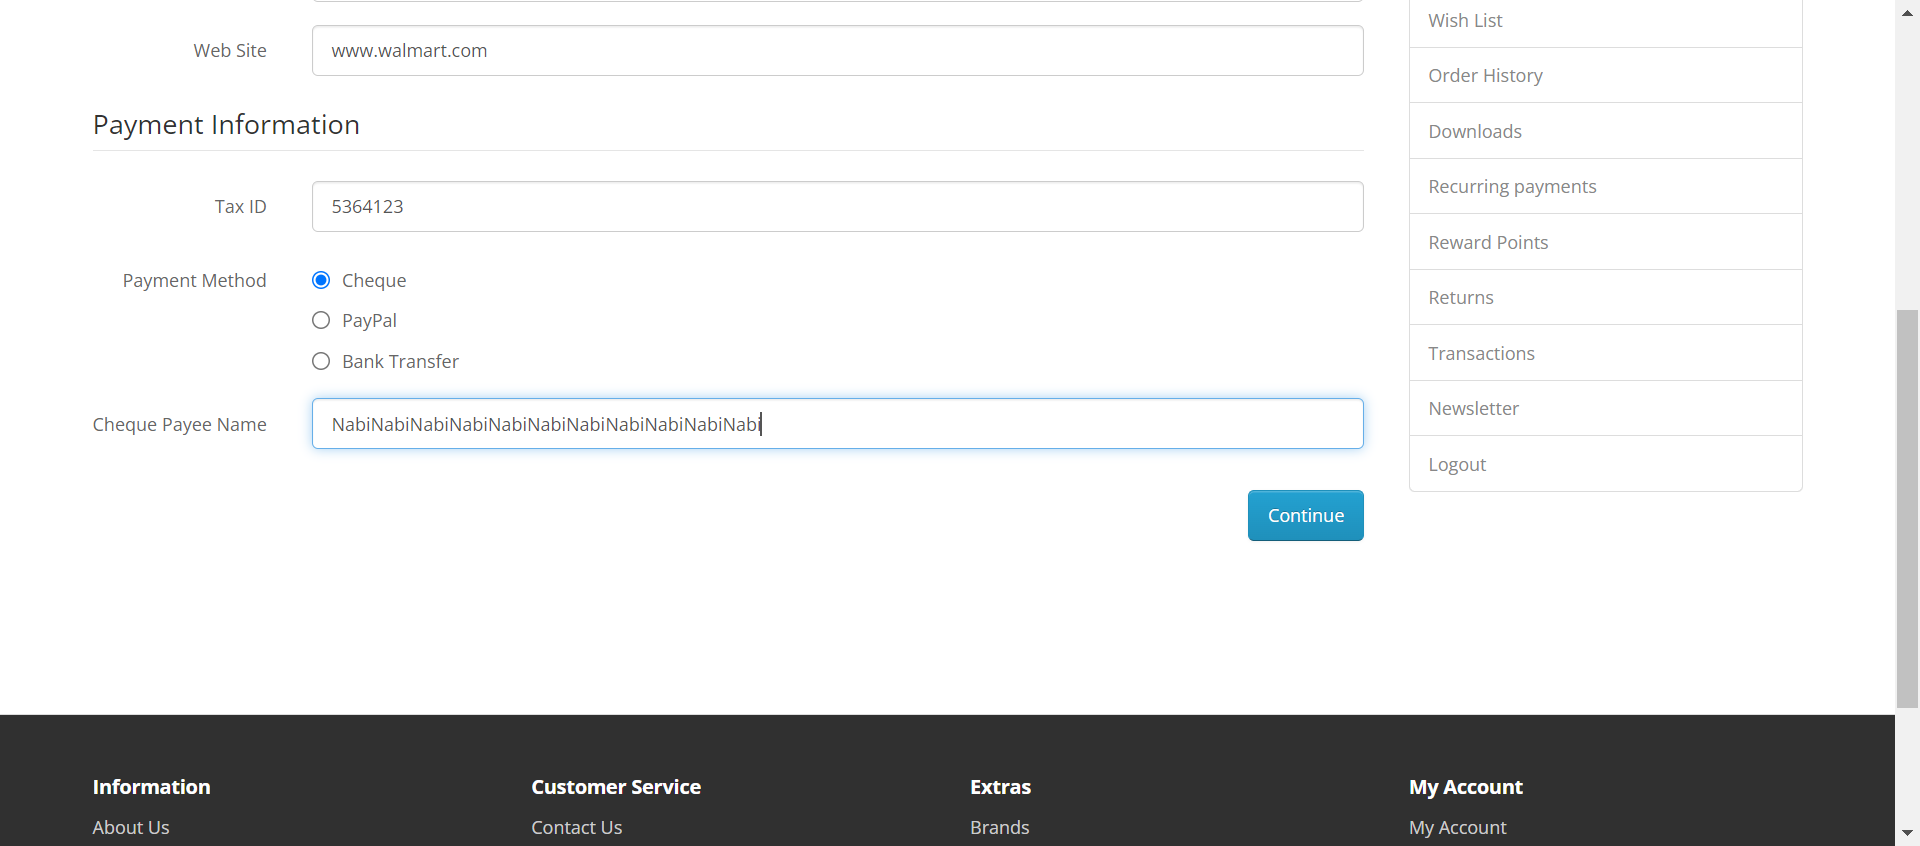 Web Site
www.walmart.com
Payment Information
Tax ID
5364123
Payment Method
Cheque
PayPal
Bank Transfer
Cheque Payee Name
NabiNabiNabiNabiNabiNabiNabiNabiNabiNabiNabi
Continue
Wish List
Order History
Downloads
Recurring payments
Reward Points
Returns
Transactions
Newsletter
Logout
Information
About Us
Customer Service
Contact Us
Extras
Brands
My Account
My Account